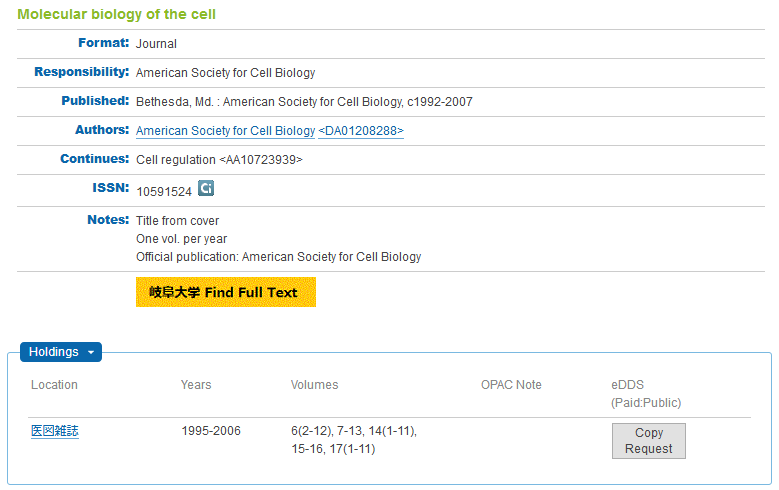 Molecular biology of the cell
Format: Journal
Responsibility: American Society for Cell Biology
Published: Bethesda, Md. : American Society for Cell Biology, c1992-2007
Authors: American Society for Cell Biology <DA01208288>
Continues: Cell regulation <AA10723939>
ISSN: 10591524 Ci
Notes: Title from cover
One vol. per year
Official publication: American Society for Cell Biology
岐阜大学 Find Full Text
Holdings
Location Years Volumes OPAC Note eDDS
(Paid:Public)
医図雑誌 1995-2006 6(2-12), 7-13, 14(1-11), Copy
15-16, 17(1-11) Request